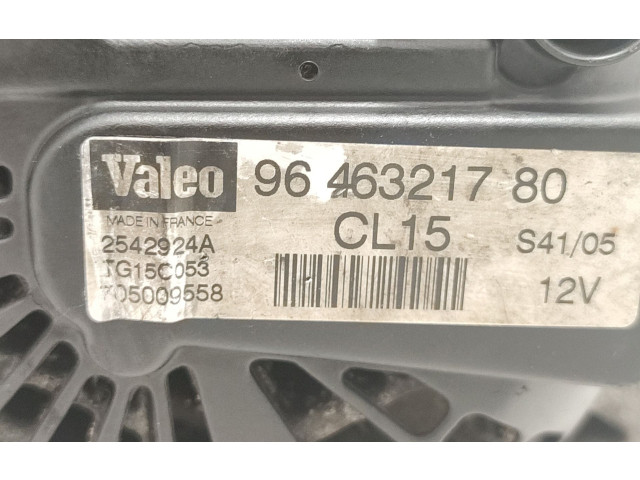 Valeo 96 463217 80
MADE IN FRANCE
CL15 S41/05
2542924A
TG15C053
705009558 12V